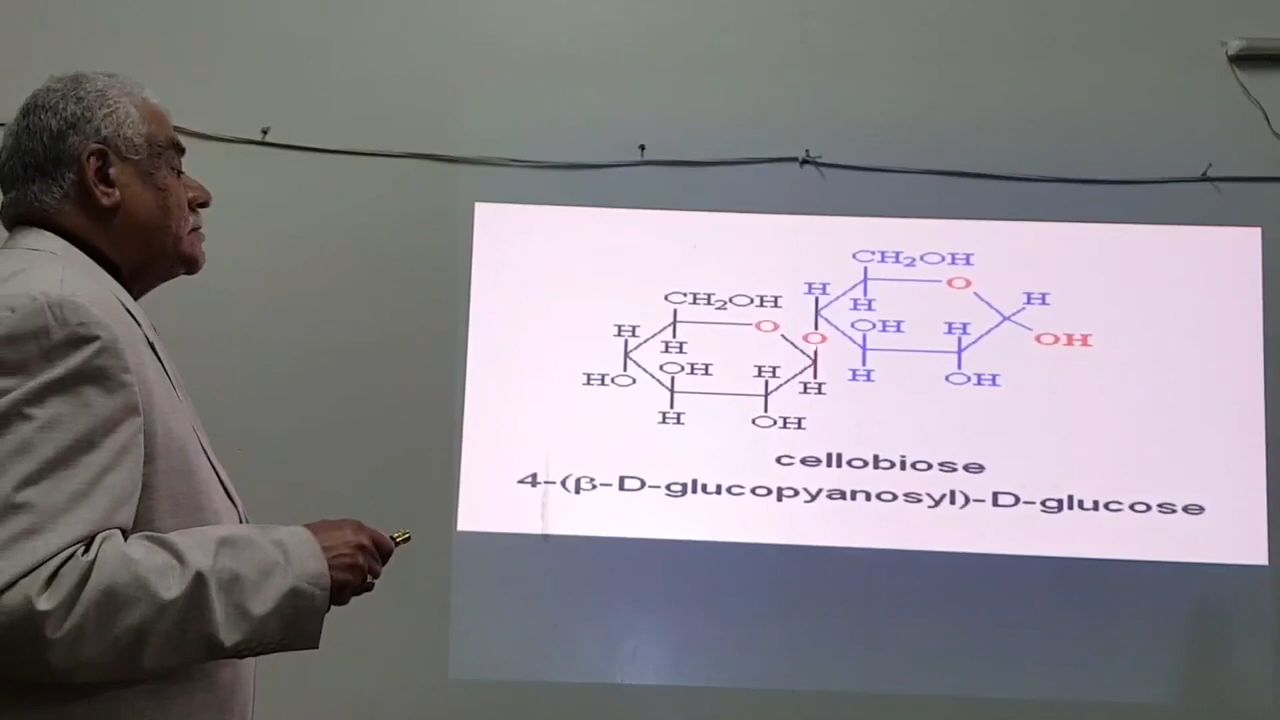 CH₂OH
H O H
H OH H OH
H OH
CH₂OH O
H H O
OH H H
HO H
H OH
cellobiose
4-(β-D-glucopyanosyl)-D-glucose